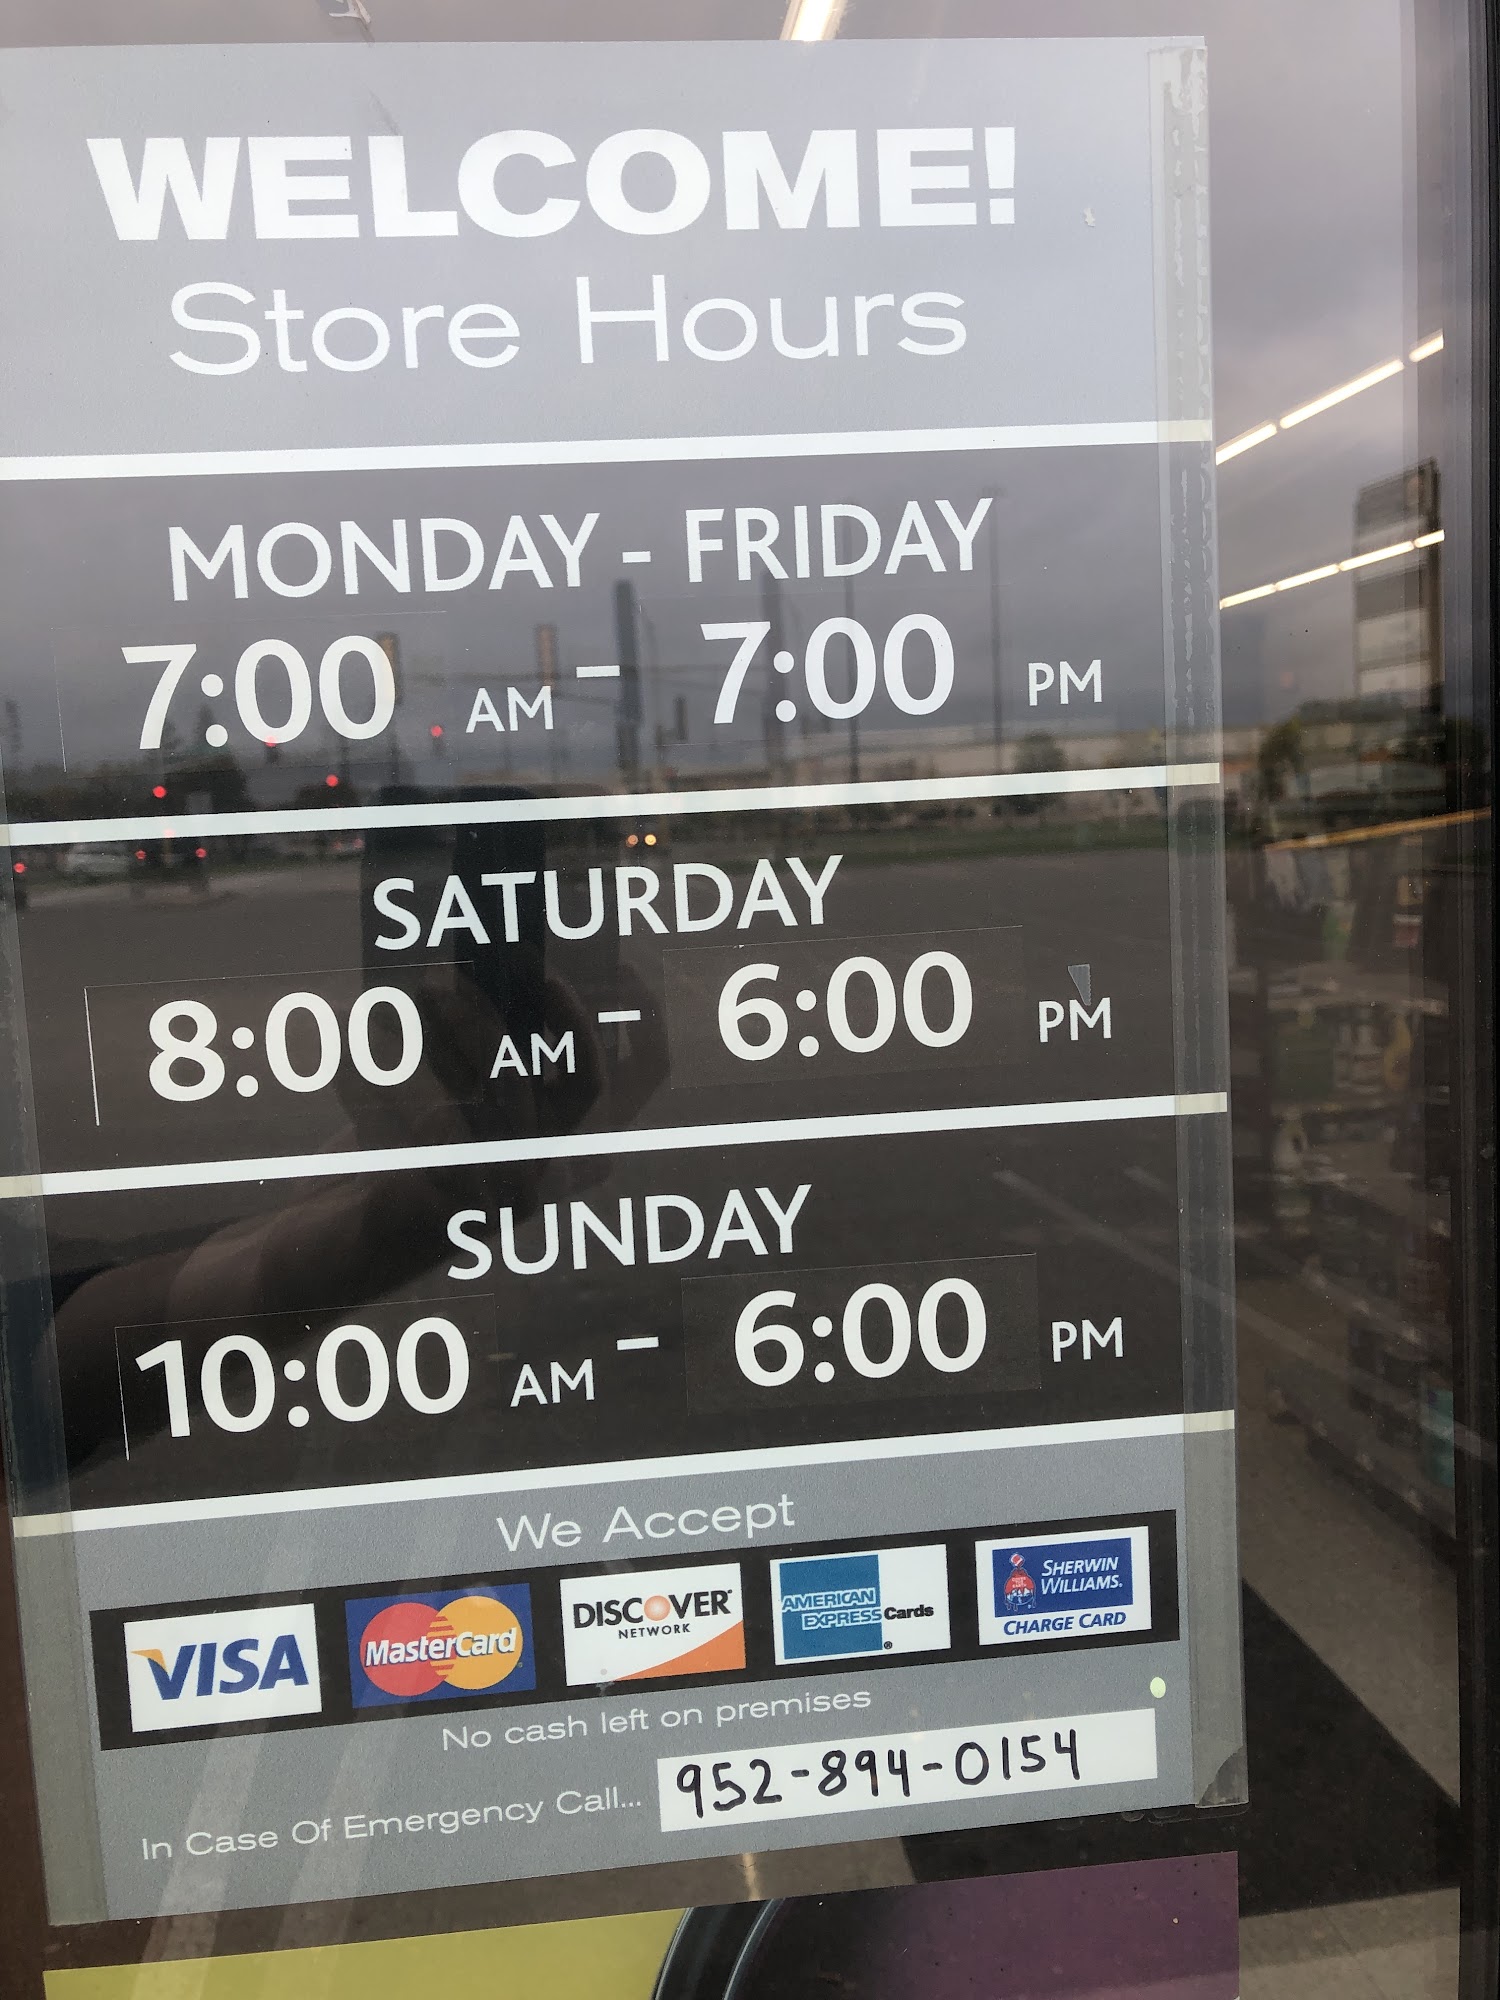 WELCOME!
Store Hours
MONDAY - FRIDAY
7:00 AM - 7:00 PM
SATURDAY
8:00 AM - 6:00 PM
SUNDAY
10:00 AM - 6:00 PM
We Accept
VISA
MasterCard
DISCOVER
NETWORK
AMERICAN
EXPRESS Cards
SHERWIN
WILLIAMS.
CHARGE CARD
No cash left on premises
In Case Of Emergency Call... 952-894-0154